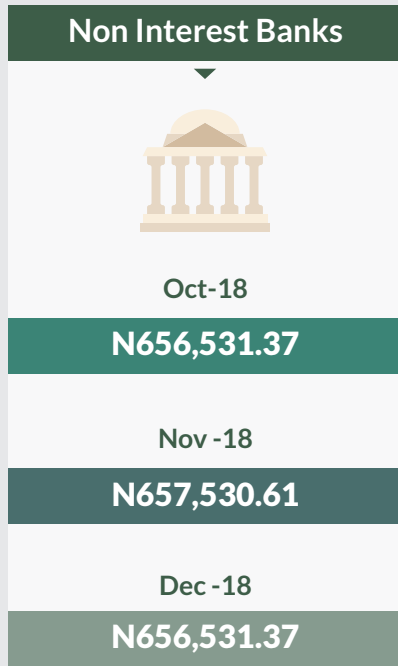 Non Interest Banks
Oct-18
N656,531.37
Nov -18
N657,530.61
Dec -18
N656,531.37